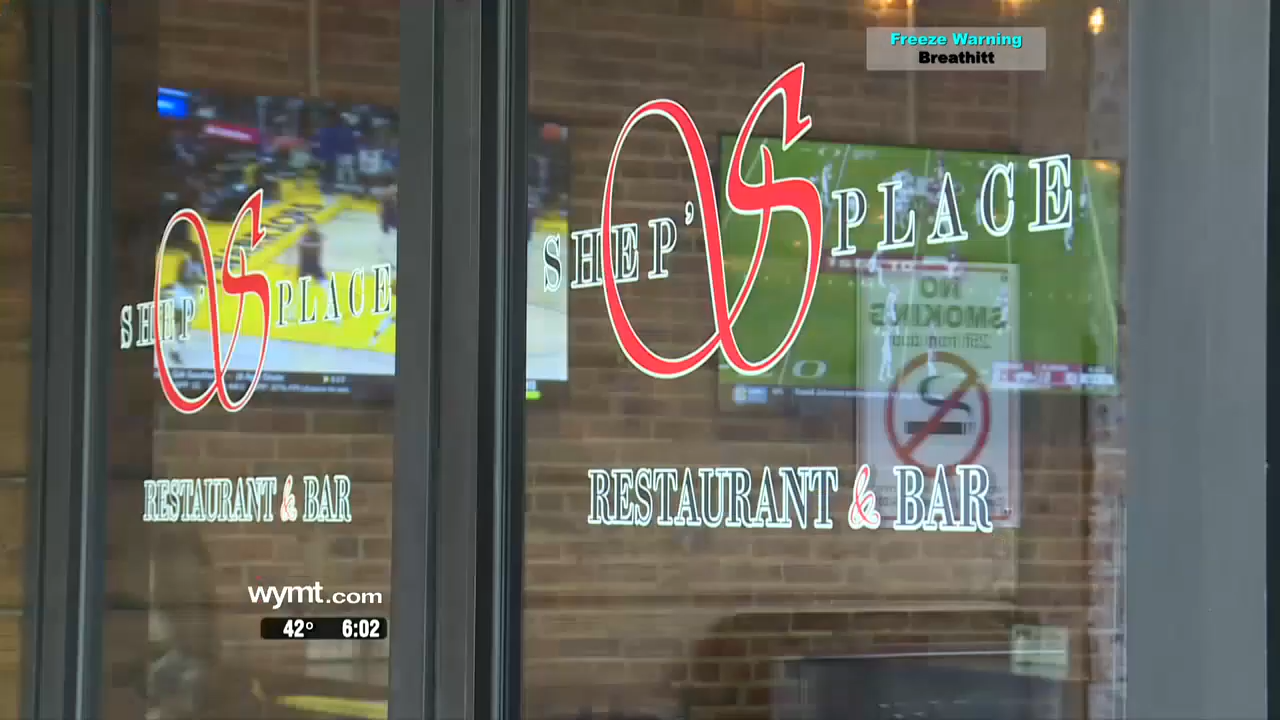 Freeze Warning
Breathitt
SHEP'S PLACE
RESTAURANT & BAR
SHEP'S PLACE
RESTAURANT & BAR
NO
SMOKING
wymt.com
42° 6:02